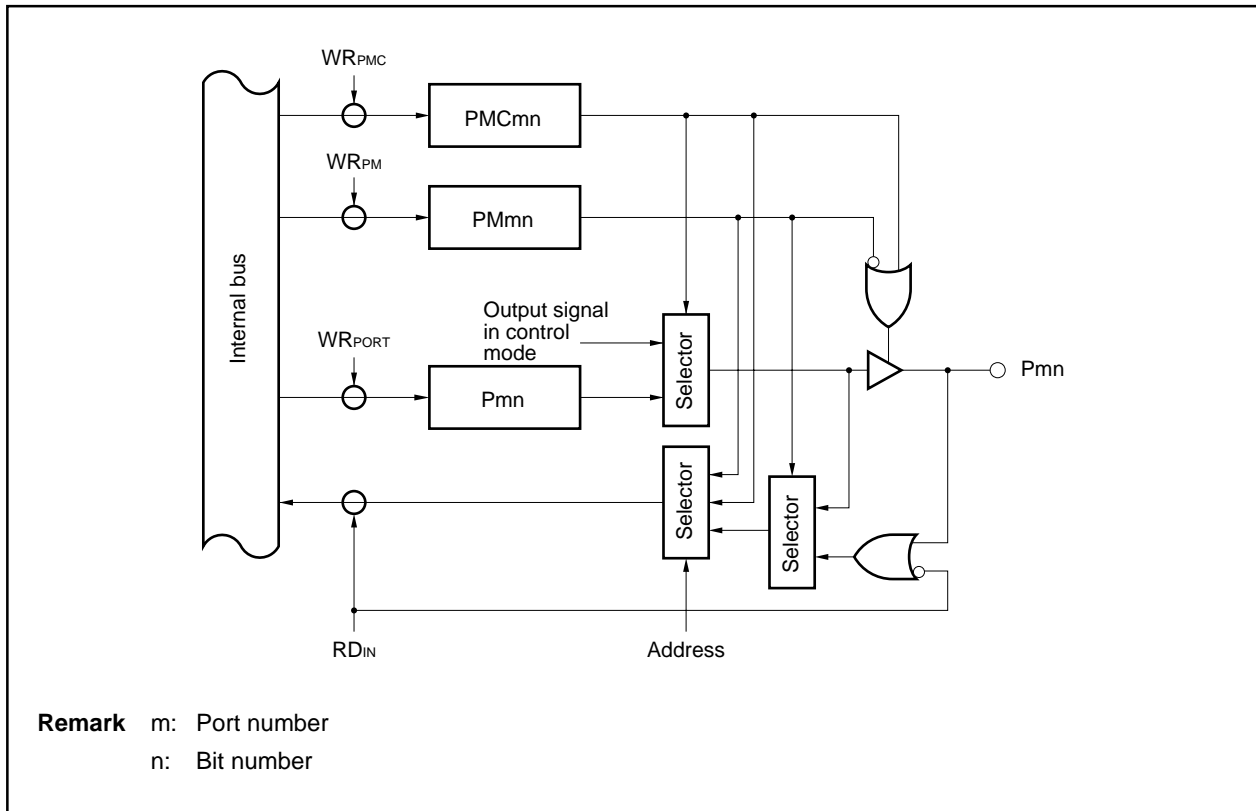 WRPMC
PMCmn
WRPM
PMmn
Internal bus
Output signal
in control
mode
WRPORT
Pmn
Selector
Pmn
Selector
Selector
RDIN
Address
Remark m: Port number
n: Bit number